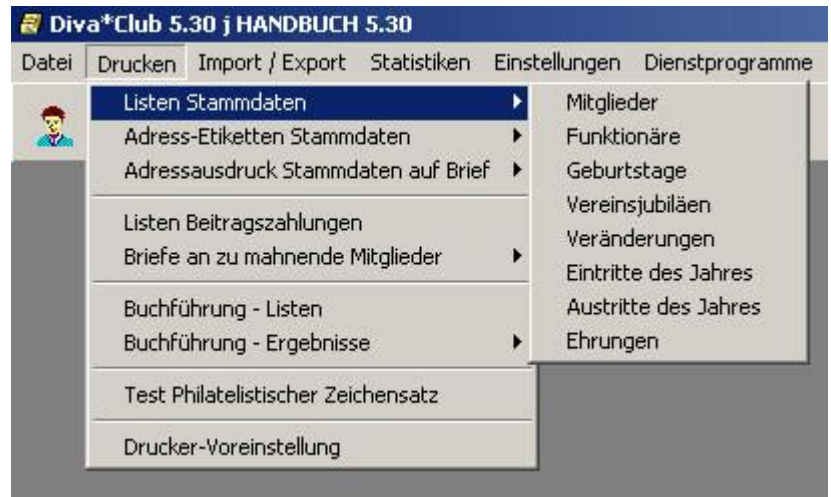 Diva*Club 5.30 j HANDBUCH 5.30
Datei Drucken Import / Export Statistiken Einstellungen Dienstprogramme
Listen Stammdaten
Adress-Etiketten Stammdaten
Adressausdruck Stammdaten auf Brief
Listen Beitragszahlungen
Briefe an zu mahnende Mitglieder
Buchführung - Listen
Buchführung - Ergebnisse
Test Philatelistischer Zeichensatz
Drucker-Voreinstellung
Mitglieder
Funktionäre
Geburtstage
Vereinsjubiläen
Veränderungen
Eintritte des Jahres
Austritte des Jahres
Ehrungen